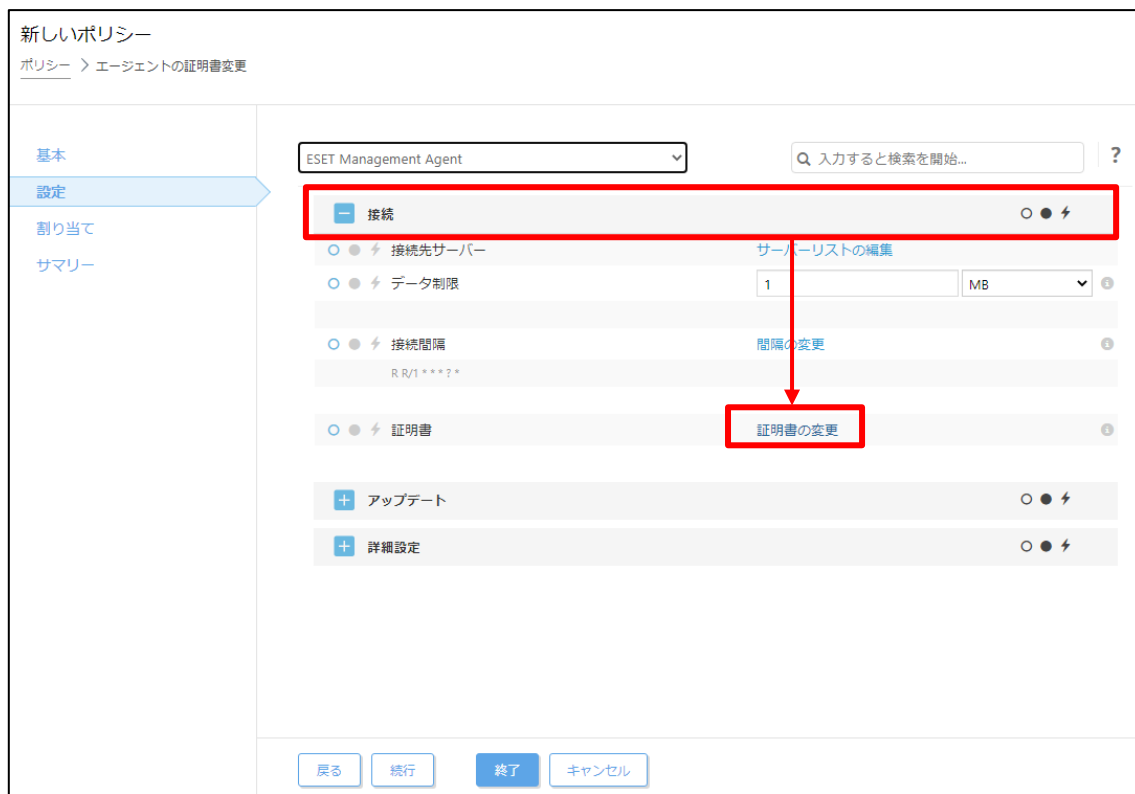 新しいポリシー
ポリシー > エージェントの証明書変更
基本
設定
割り当て
サマリー
ESET Management Agent
入力すると検索を開始...
?
接続
接続先サーバー サーバーリストの編集
データ制限 1 MB
接続間隔 間隔の変更
R R/1 * * * ? *
証明書 証明書の変更
アップデート
詳細設定
戻る 続行 終了 キャンセル